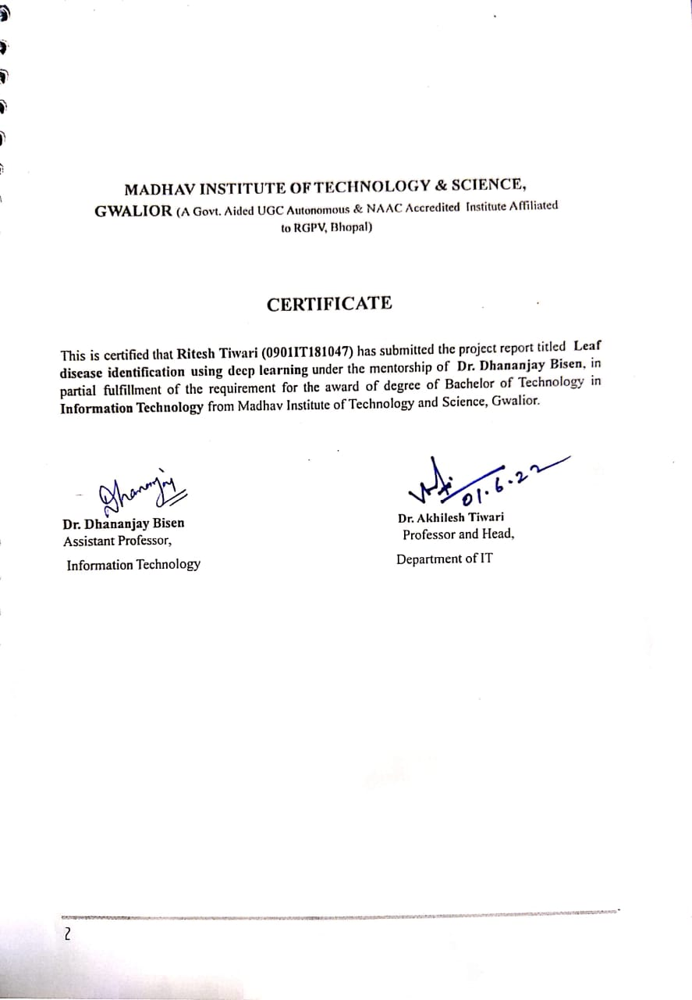 MADHAV INSTITUTE OF TECHNOLOGY & SCIENCE,
GWALIOR (A Govt. Aided UGC Autonomous & NAAC Accredited Institute Affiliated
to RGPV, Bhopal)
CERTIFICATE
This is certified that Ritesh Tiwari (0901IT181047) has submitted the project report titled Leaf
disease identification using deep learning under the mentorship of Dr. Dhananjay Bisen, in
partial fulfillment of the requirement for the award of degree of Bachelor of Technology in
Information Technology from Madhav Institute of Technology and Science, Gwalior.
Dhananjay
01.6.22
Dr. Dhananjay Bisen
Assistant Professor,
Information Technology
Dr. Akhilesh Tiwari
Professor and Head,
Department of IT
2